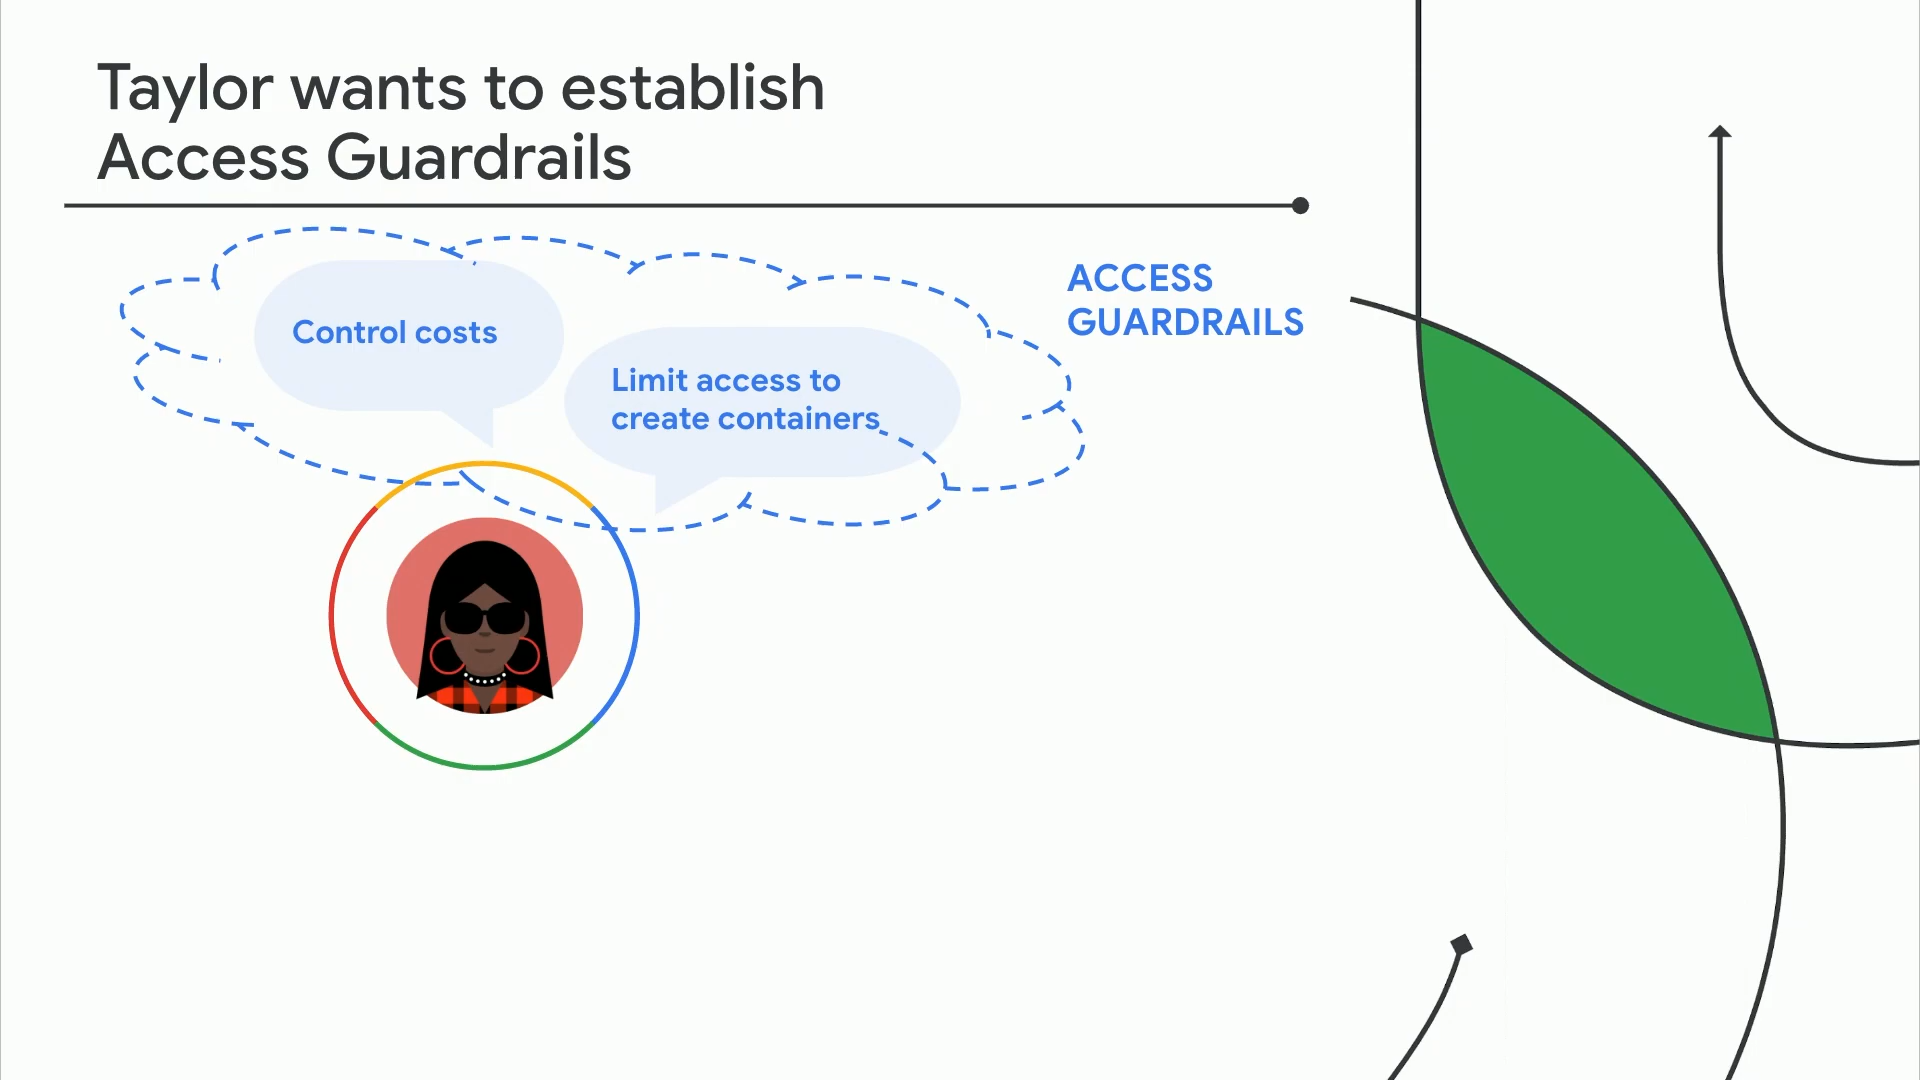 Taylor wants to establish
Access Guardrails
Control costs
Limit access to
create containers
ACCESS
GUARDRAILS